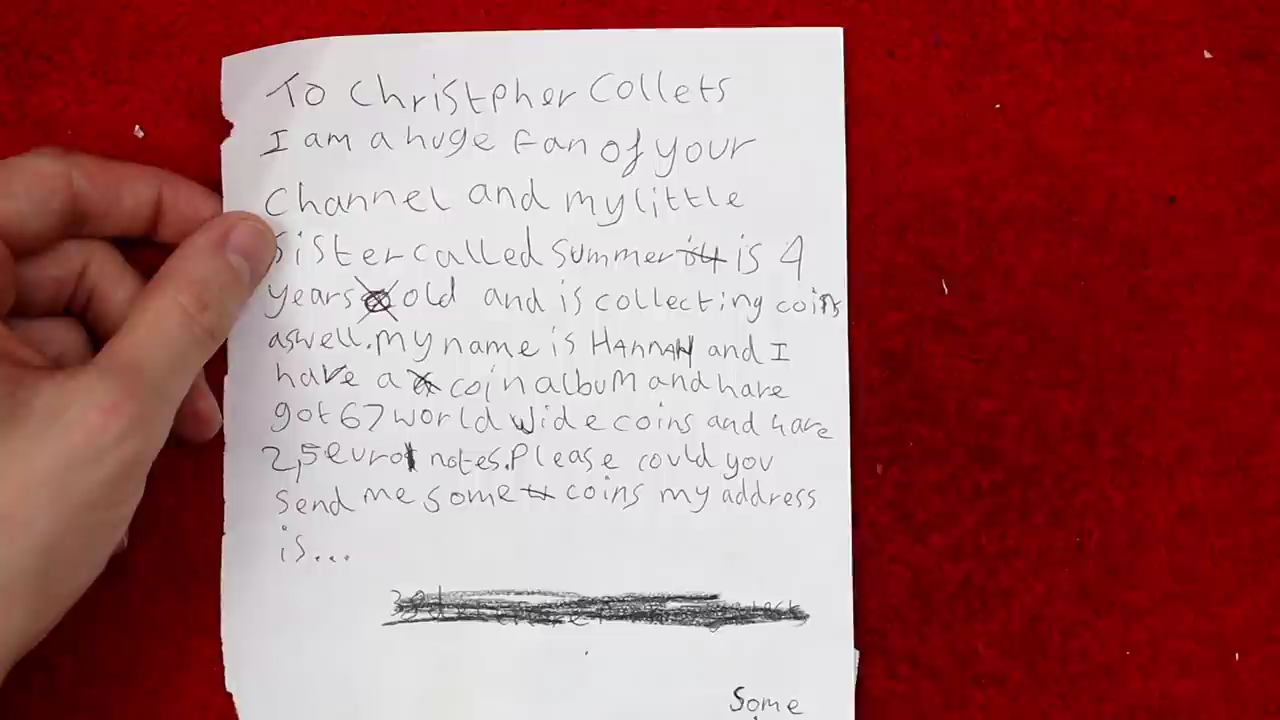 To Christpher Collets
I am a huge fan of your
Channel and my little
Sister called summer is 4
years old and is collecting coins
aswell. my name is HANNAH and I
have a coin album and have
got 67 world wide coins and have
2,5 euro notes. Please could you
send me some coins my address
is...
Some